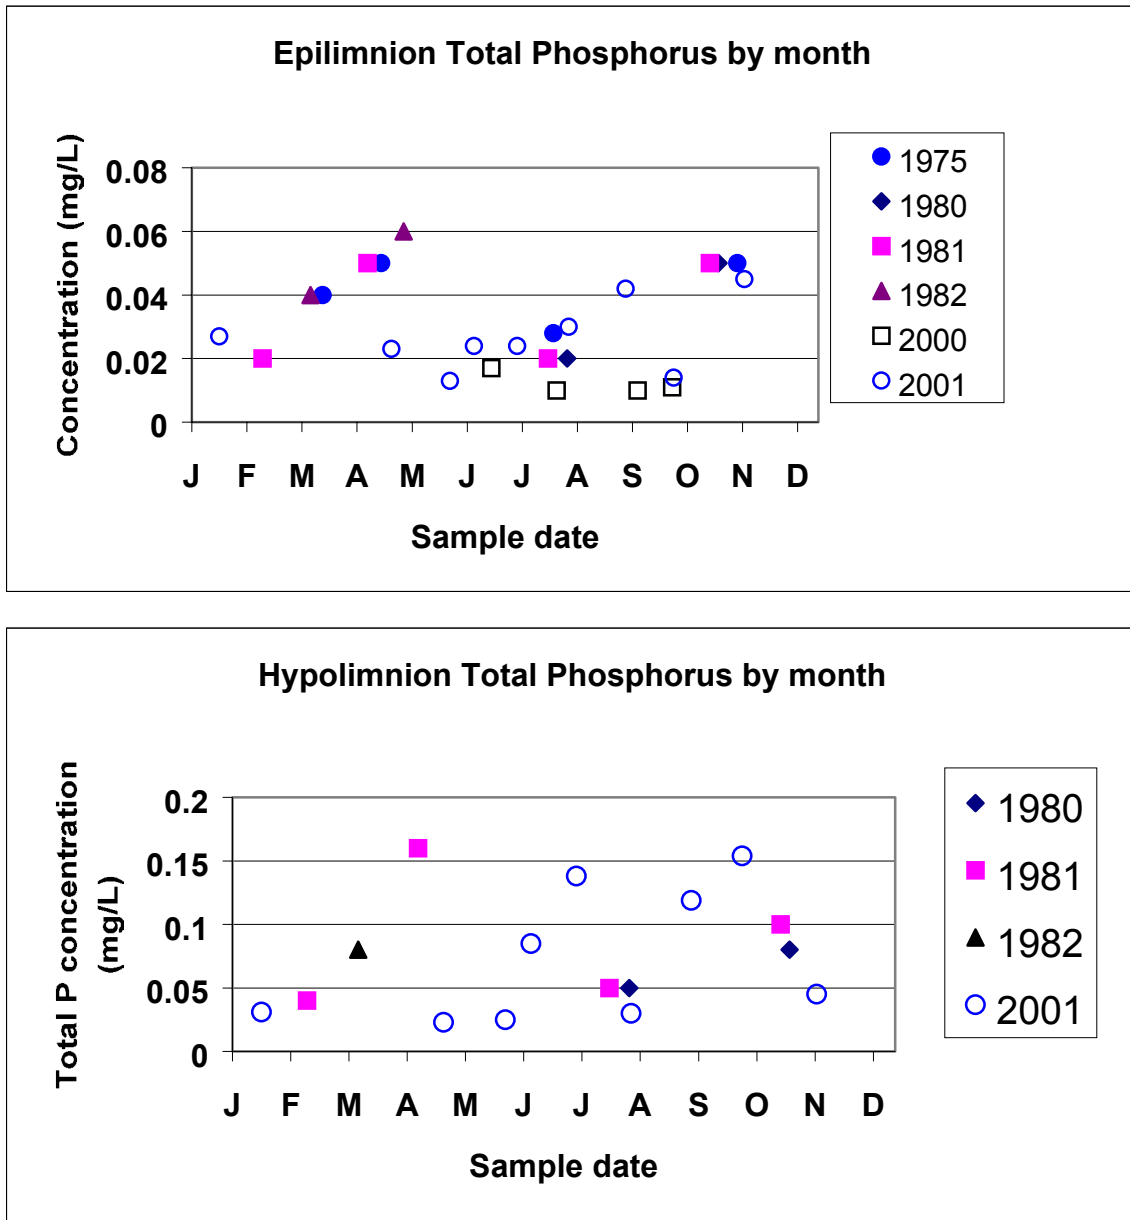 Epilimnion Total Phosphorus by month
Concentration (mg/L)
0.08
0.06
0.04
0.02
0
J F M A M J J A S O N D
Sample date
1975
1980
1981
1982
2000
2001
Hypolimnion Total Phosphorus by month
Total P concentration
(mg/L)
0.2
0.15
0.1
0.05
0
J F M A M J J A S O N D
Sample date
1980
1981
1982
2001